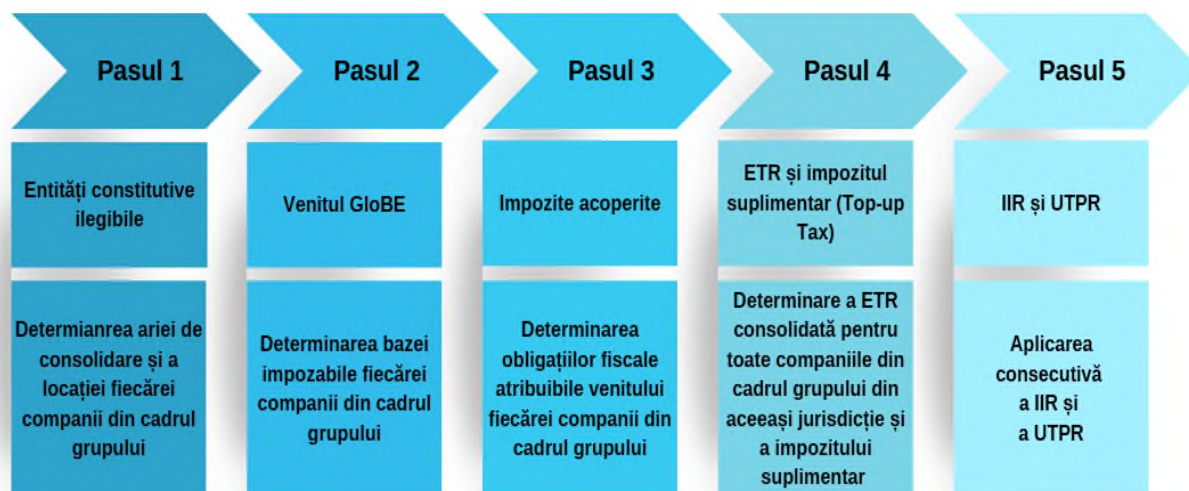 Pasul 1
Pasul 2
Pasul 3
Pasul 4
Pasul 5
Entități constitutive
ilegibile
Venitul GloBE
Impozite acoperite
ETR și impozitul
suplimentar (Top-up
Tax)
IIR și UTPR
Determianrea ariei de
consolidare și a
locației fiecărei
companii din cadrul
grupului
Determinarea bazei
impozabile fiecărei
companii din cadrul
grupului
Determinarea
obligațiilor fiscale
atribuibile venitului
fiecărei companii din
cadrul grupului
Determinare a ETR
consolidată pentru
toate companiile din
cadrul grupului din
aceeași jurisdicție și
a impozitului
suplimentar
Aplicarea
consecutivă
a IIR și
a UTPR